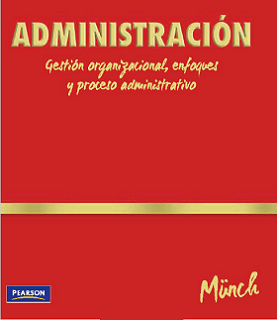 ADMINISTRACIÓN
Gestión organizacional, enfoques
y proceso administrativo
PEARSON
Münch